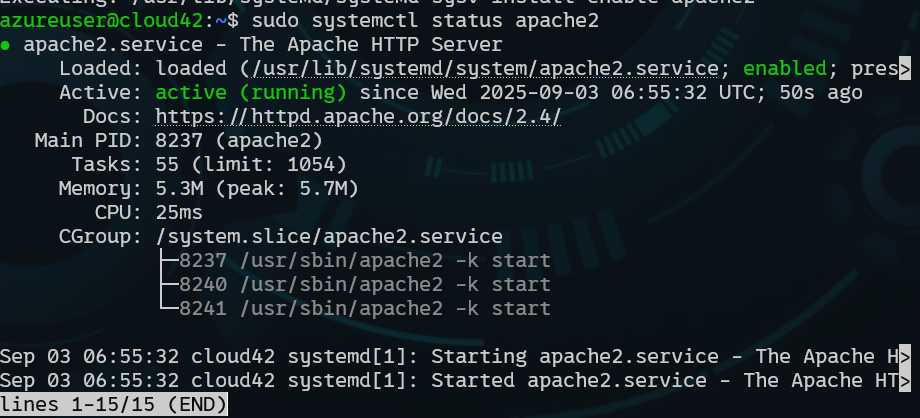 Executing: /usr/lib/systemd/systemd-sysv-install enable apache2
azureuser@cloud42:~$ sudo systemctl status apache2
● apache2.service - The Apache HTTP Server
     Loaded: loaded (/usr/lib/systemd/system/apache2.service; enabled; pres>
     Active: active (running) since Wed 2025-09-03 06:55:32 UTC; 50s ago
       Docs: https://httpd.apache.org/docs/2.4/
   Main PID: 8237 (apache2)
      Tasks: 55 (limit: 1054)
     Memory: 5.3M (peak: 5.7M)
        CPU: 25ms
     CGroup: /system.slice/apache2.service
             ├─8237 /usr/sbin/apache2 -k start
             ├─8240 /usr/sbin/apache2 -k start
             └─8241 /usr/sbin/apache2 -k start
Sep 03 06:55:32 cloud42 systemd[1]: Starting apache2.service - The Apache H>
Sep 03 06:55:32 cloud42 systemd[1]: Started apache2.service - The Apache HT>
lines 1-15/15 (END)